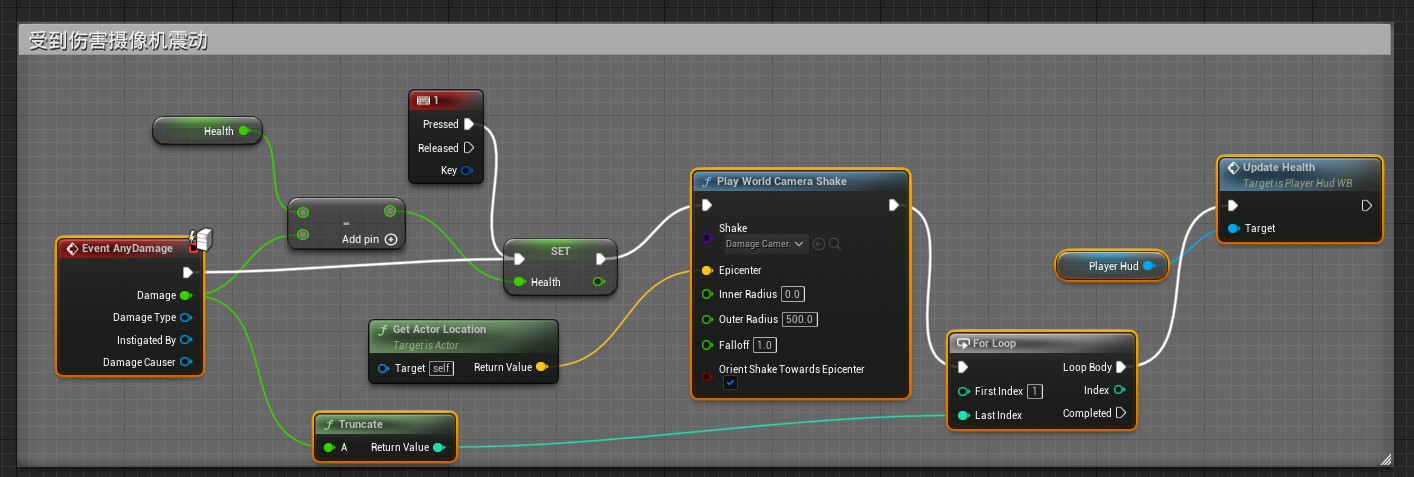 受到伤害摄像机震动
1
Pressed
Released
Key
Health
-
Add pin
Event AnyDamage
Damage
Damage Type
Instigated By
Damage Causer
SET
Health
Get Actor Location
Target is Actor
Target self Return Value
Truncate
A Return Value
Play World Camera Shake
Shake
Damage Camer.
Epicenter
Inner Radius 0.0
Outer Radius 500.0
Falloff 1.0
Orient Shake Towards Epicenter
For Loop
Loop Body
First Index 1 Index
Last Index Completed
Player Hud
Update Health
Target is Player Hud WB
Target